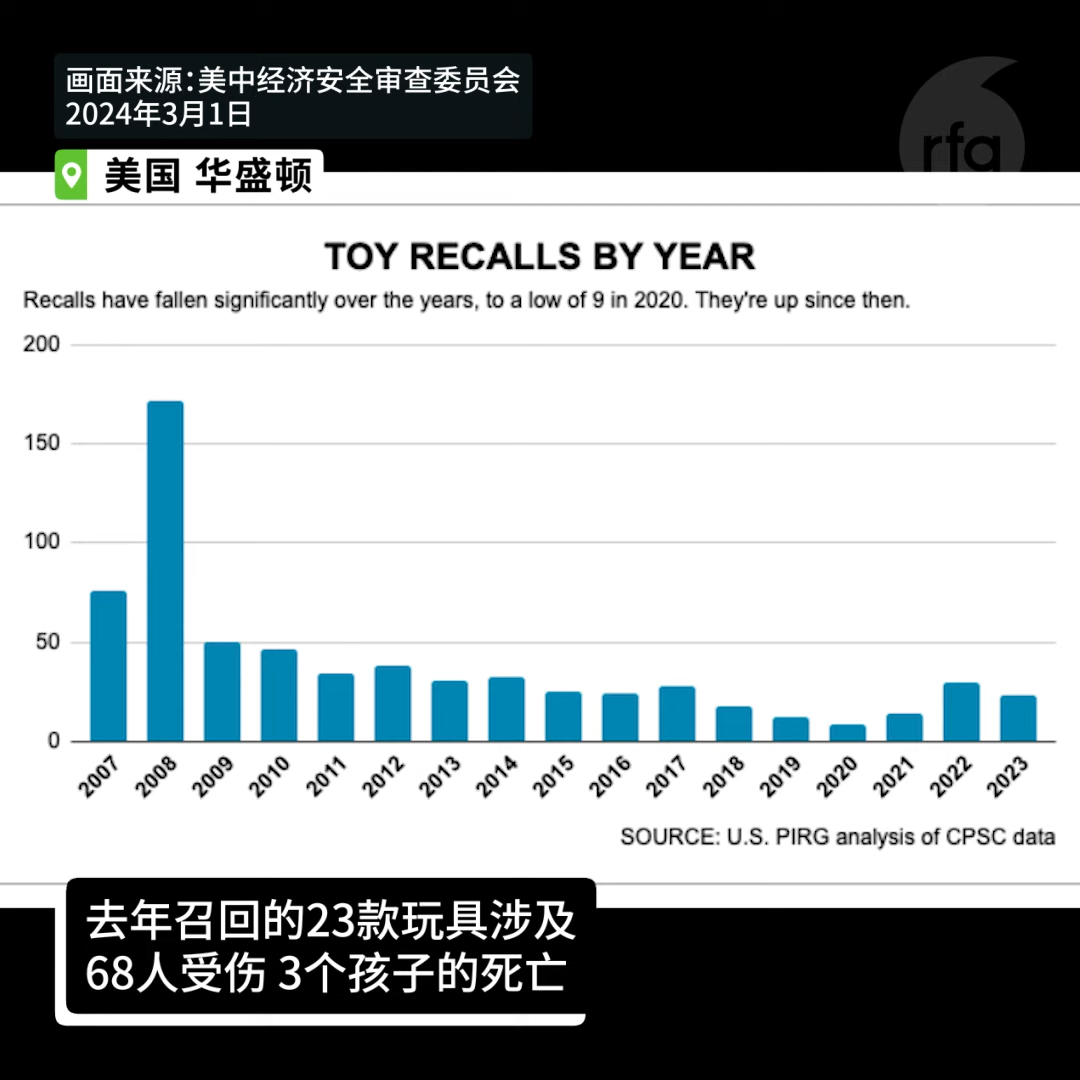 画面来源：美中经济安全审查委员会
2024年3月1日
rfa
美国 华盛顿
TOY RECALLS BY YEAR
Recalls have fallen significantly over the years, to a low of 9 in 2020. They're up since then.
200
150
100
50
0
2007 2008 2009 2010 2011 2012 2013 2014 2015 2016 2017 2018 2019 2020 2021 2022 2023
SOURCE: U.S. PIRG analysis of CPSC data
去年召回的23款玩具涉及
68人受伤 3个孩子的死亡